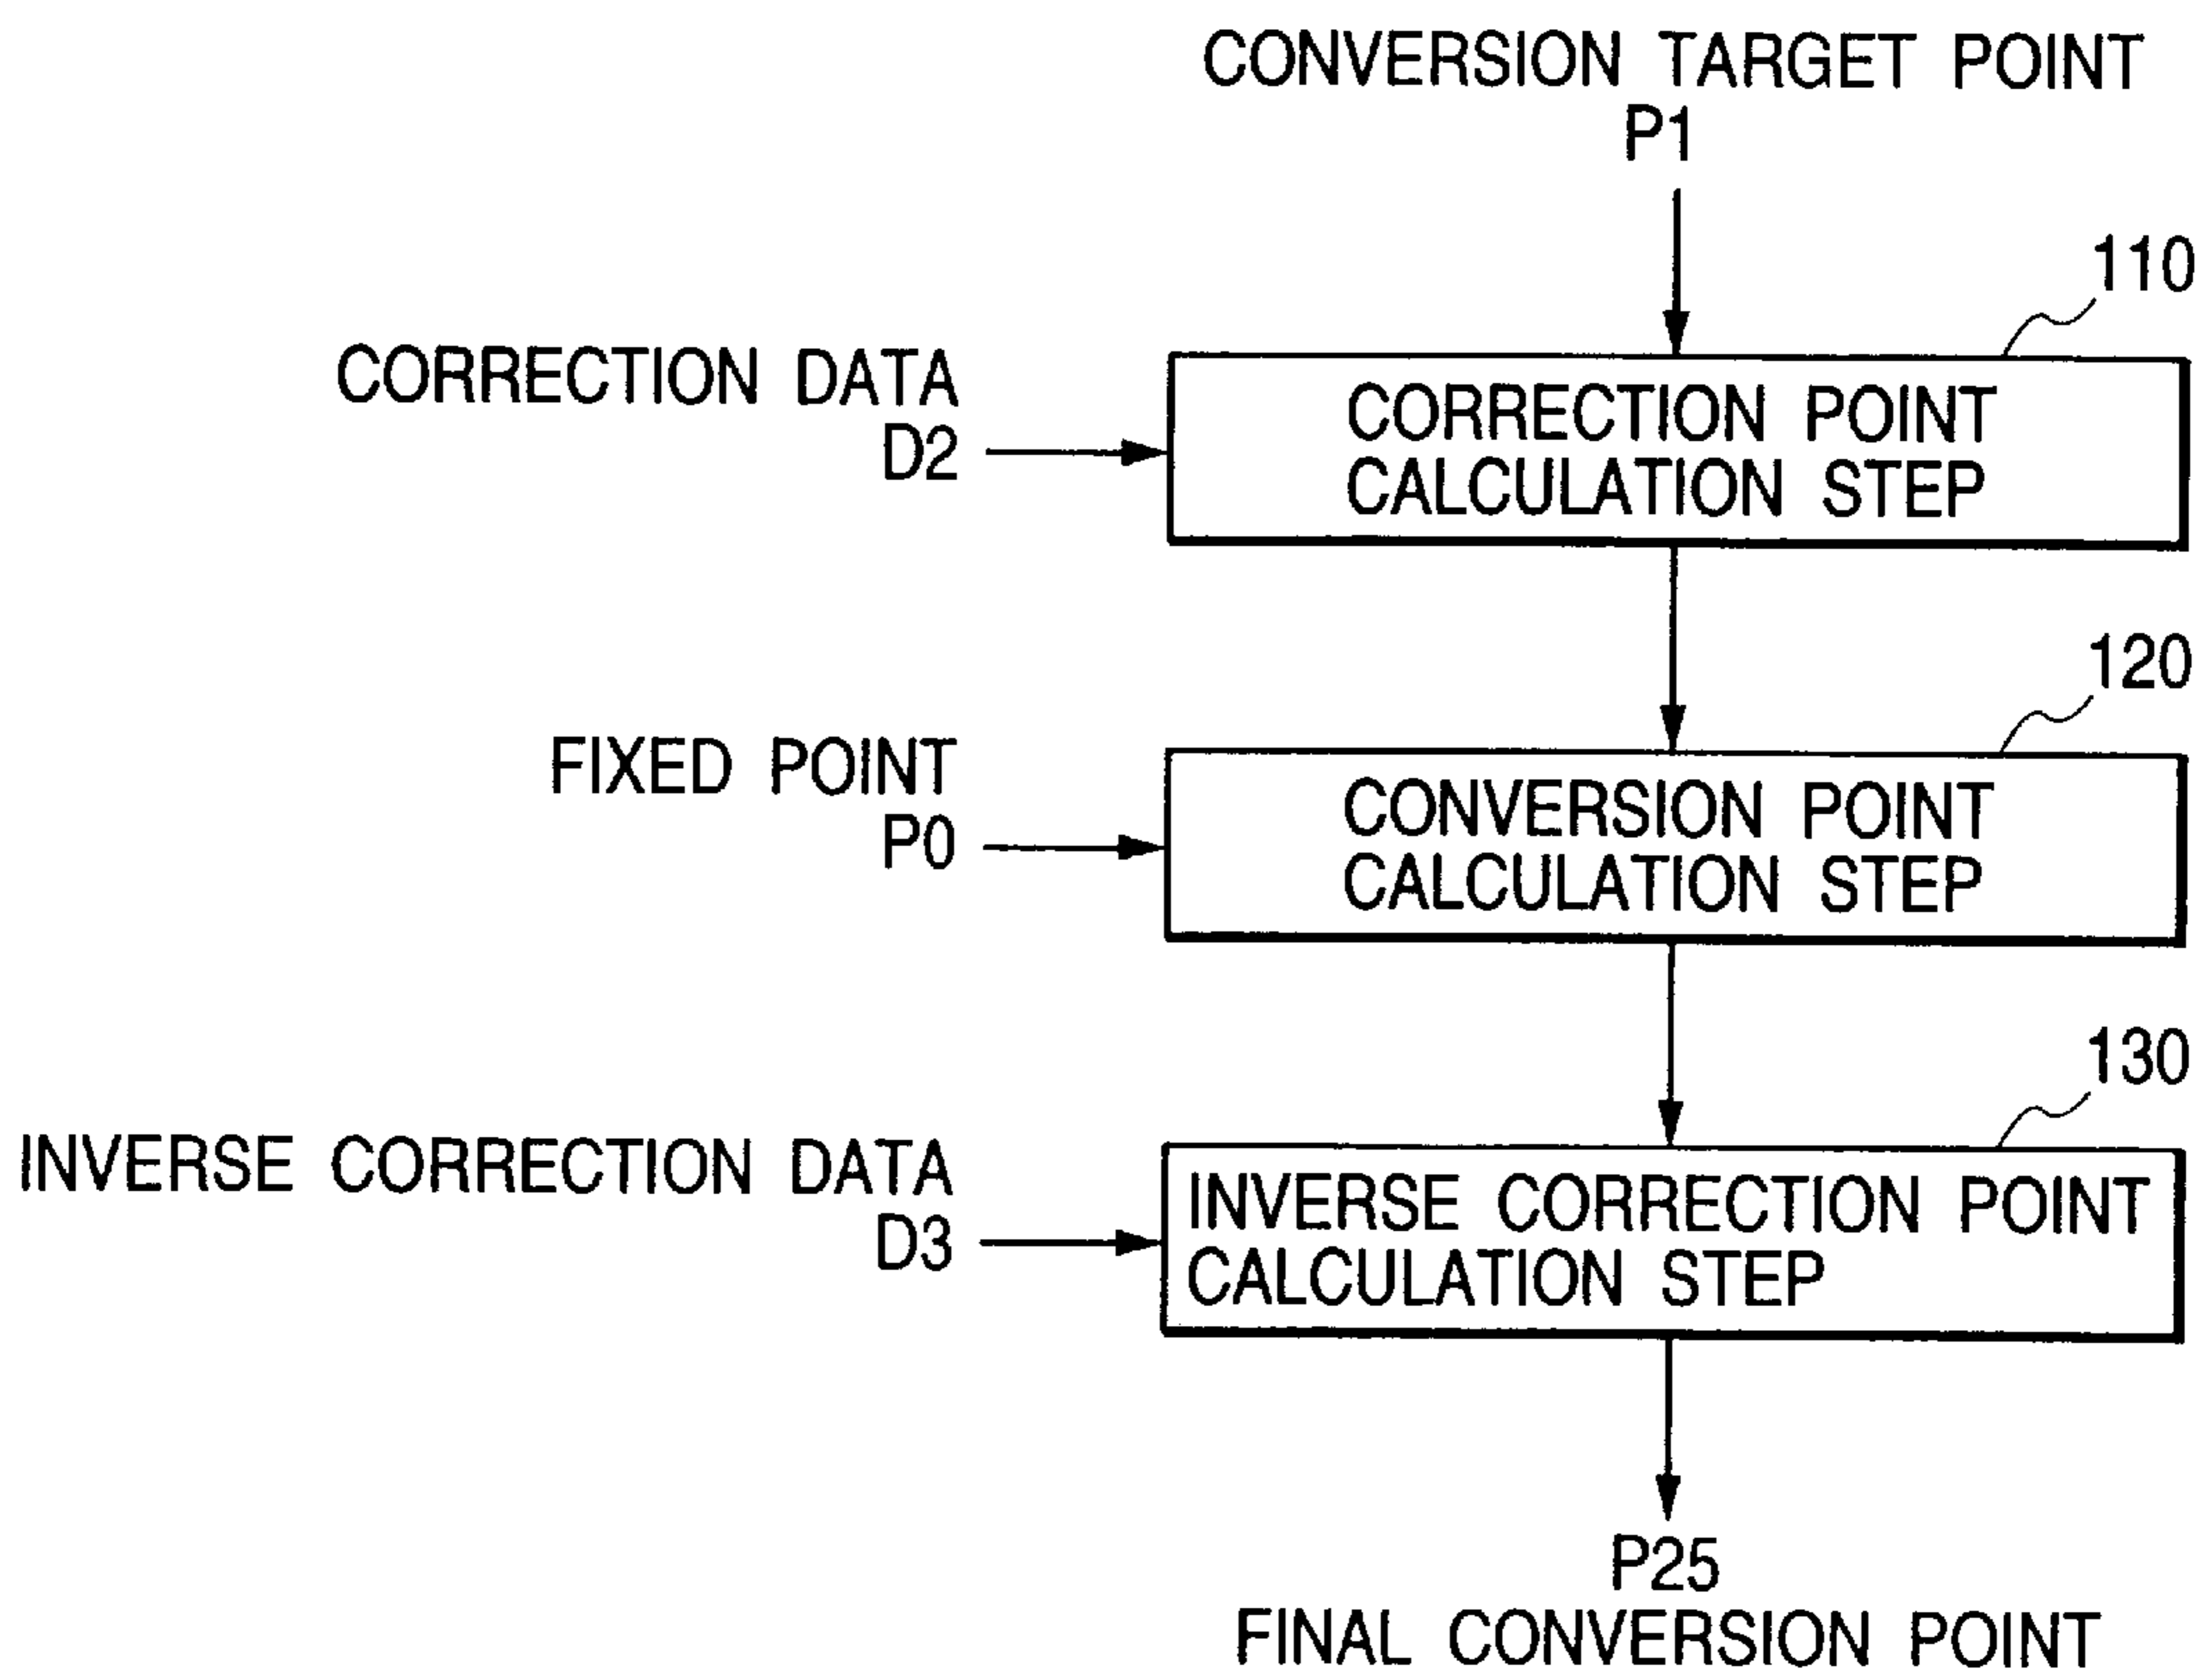 CONVERSION TARGET POINT
P1
110
CORRECTION DATA
D2
CORRECTION POINT
CALCULATION STEP
120
FIXED POINT
P0
CONVERSION POINT
CALCULATION STEP
130
INVERSE CORRECTION DATA
D3
INVERSE CORRECTION POINT
CALCULATION STEP
P25
FINAL CONVERSION POINT